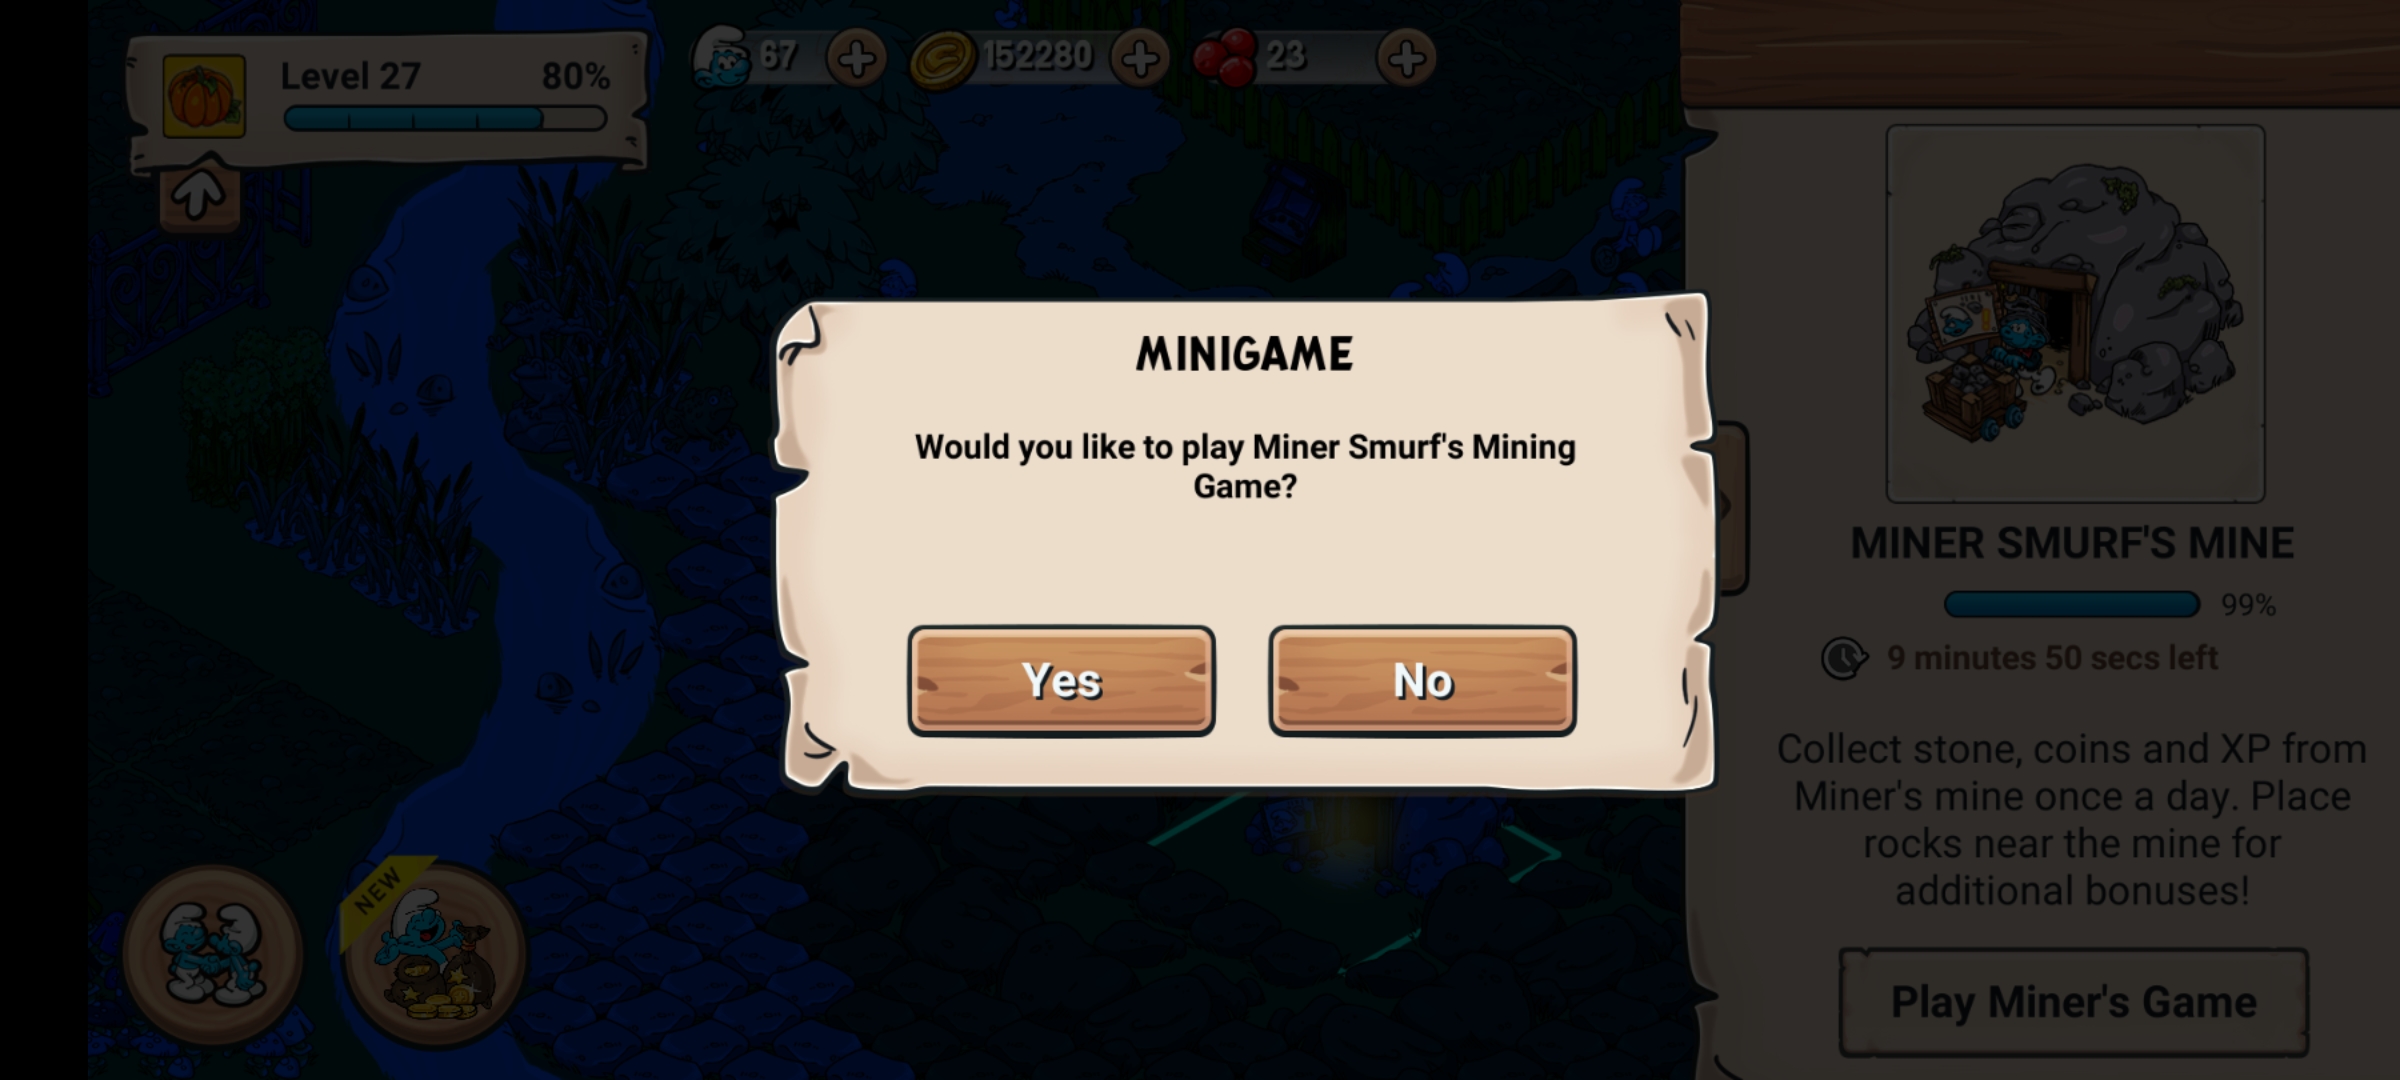 Level 27
80%
67
152280
23
MINIGAME
Would you like to play Miner Smurf's Mining
Game?
Yes
No
MINER SMURF'S MINE
99%
9 minutes 50 secs left
Collect stone, coins and XP from
Miner's mine once a day. Place
rocks near the mine for
additional bonuses!
Play Miner's Game
NEW